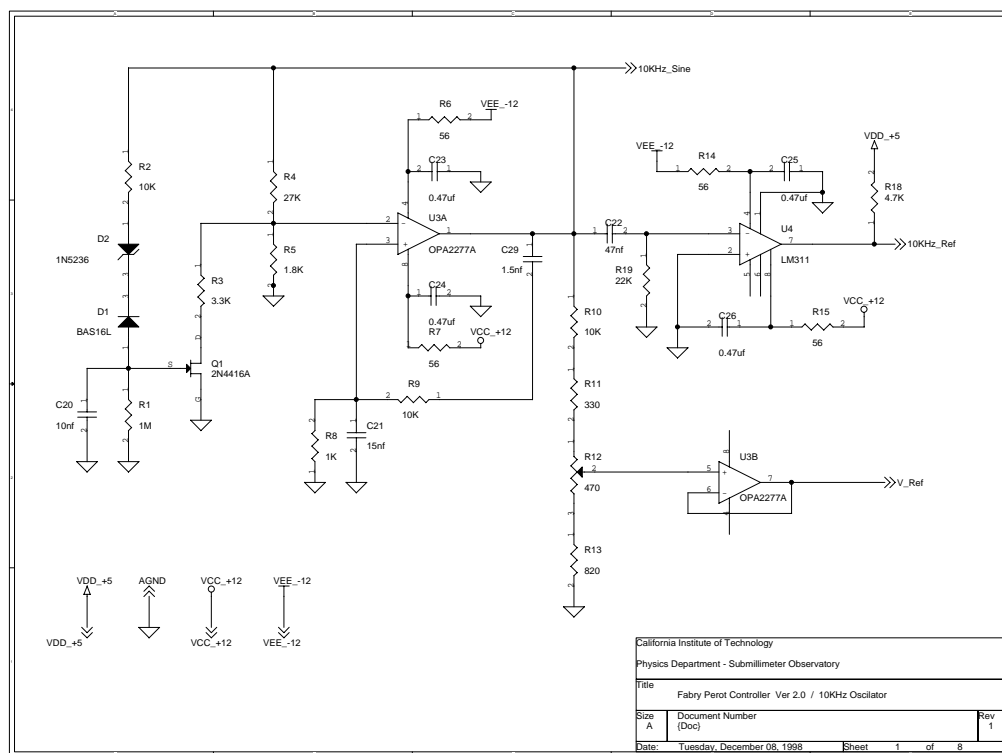 10KHz_Sine
R6
56
VEE_-12
C23
0.47uf
R2
10K
R4
27K
D2
1N5236
R3
3.3K
R5
1.8K
D1
BAS16L
U3A
OPA2277A
C24
0.47uf
R7
56
VCC_+12
C29
1.5nf
C22
47nf
VEE_-12
R14
56
C25
0.47uf
VDD_+5
R18
4.7K
U4
LM311
10KHz_Ref
R19
22K
C26
0.47uf
R15
56
VCC_+12
R10
10K
R11
330
R12
470
R13
820
Q1
2N4416A
S
D
G
C20
10nf
R1
1M
R9
10K
R8
1K
C21
15nf
U3B
OPA2277A
V_Ref
VDD_+5
AGND
VCC_+12
VEE_-12
VDD_+5
VCC_+12
VEE_-12
California Institute of Technology
Physics Department - Submillimeter Observatory
Title
Fabry Perot Controller Ver 2.0 / 10KHz Oscilator
Size
A
Document Number
{Doc}
Rev
1
Date: Tuesday, December 08, 1998 Sheet 1 of 8